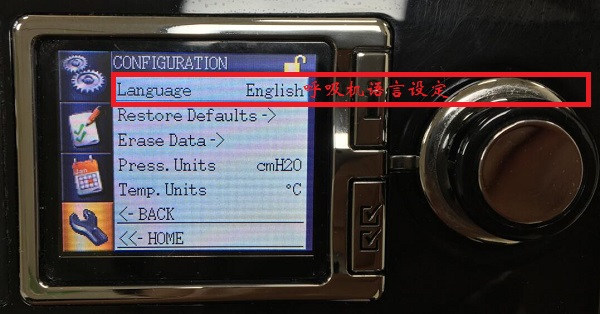 CONFIGURATION
Language English呼吸机语言设定
Restore Defaults->
Erase Data->
Press. Units cmH2O
Temp. Units °C
<- BACK
<<- HOME